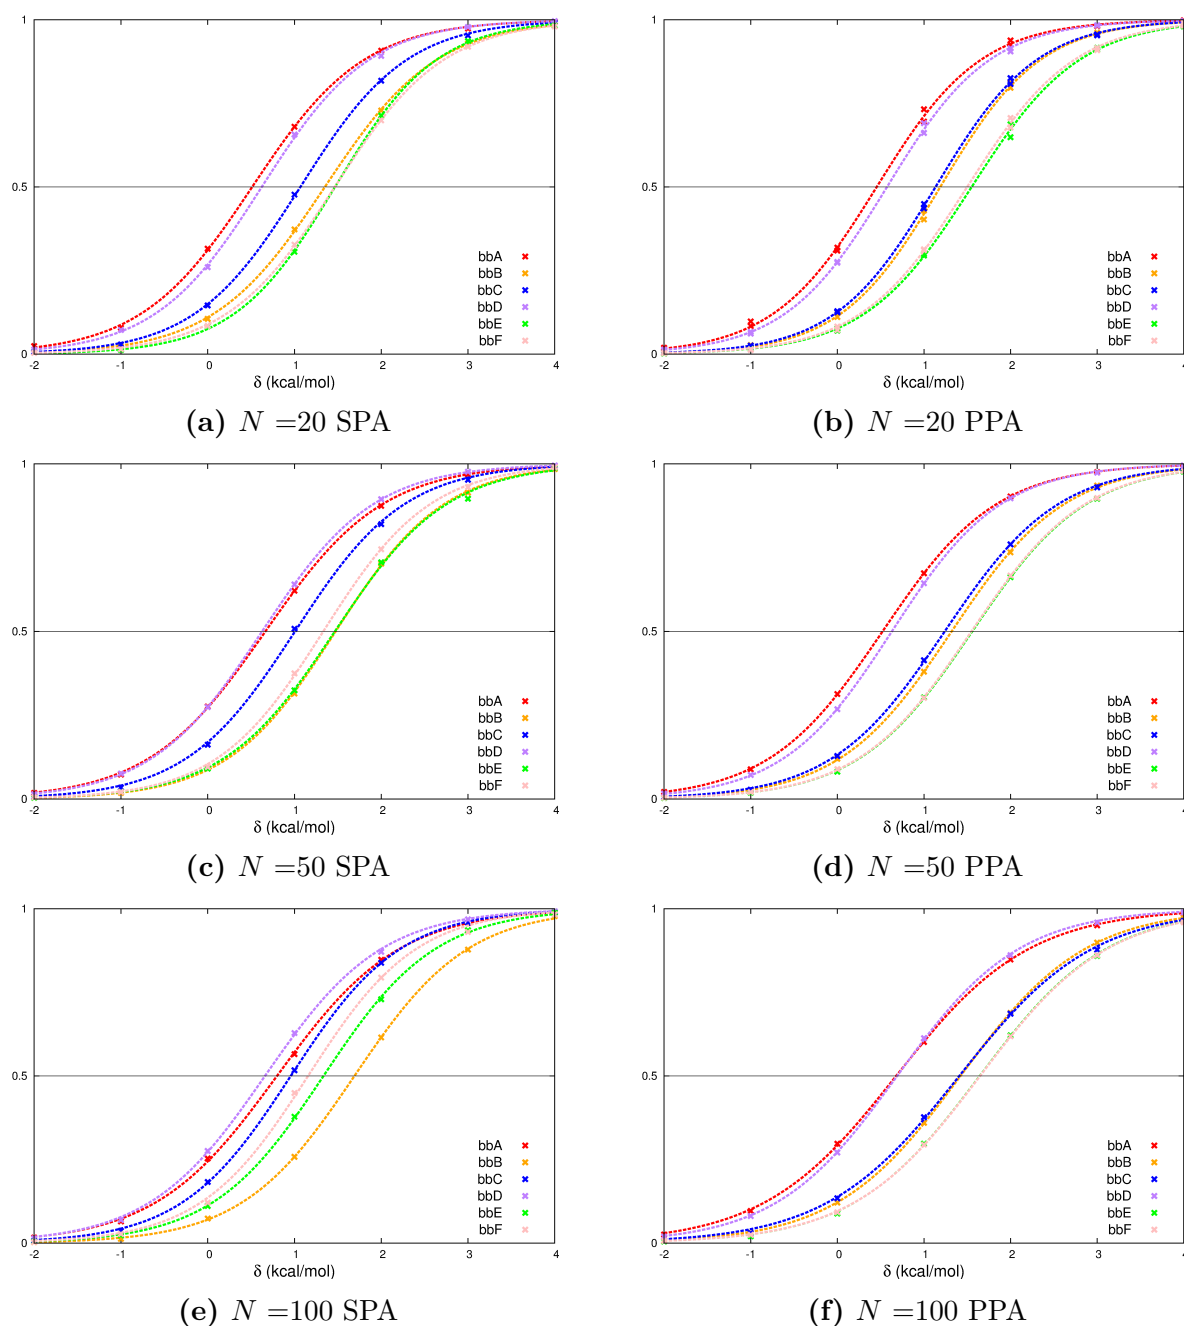 1
0.5
0
-2 -1 0 1 2 3 4
δ (kcal/mol)
bbA
bbB
bbC
bbD
bbE
bbF
(a) N =20 SPA
1
0.5
0
-2 -1 0 1 2 3 4
δ (kcal/mol)
bbA
bbB
bbC
bbD
bbE
bbF
(b) N =20 PPA
1
0.5
0
-2 -1 0 1 2 3 4
δ (kcal/mol)
bbA
bbB
bbC
bbD
bbE
bbF
(c) N =50 SPA
1
0.5
0
-2 -1 0 1 2 3 4
δ (kcal/mol)
bbA
bbB
bbC
bbD
bbE
bbF
(d) N =50 PPA
1
0.5
0
-2 -1 0 1 2 3 4
δ (kcal/mol)
bbA
bbB
bbC
bbD
bbE
bbF
(e) N =100 SPA
1
0.5
0
-2 -1 0 1 2 3 4
δ (kcal/mol)
bbA
bbB
bbC
bbD
bbE
bbF
(f) N =100 PPA